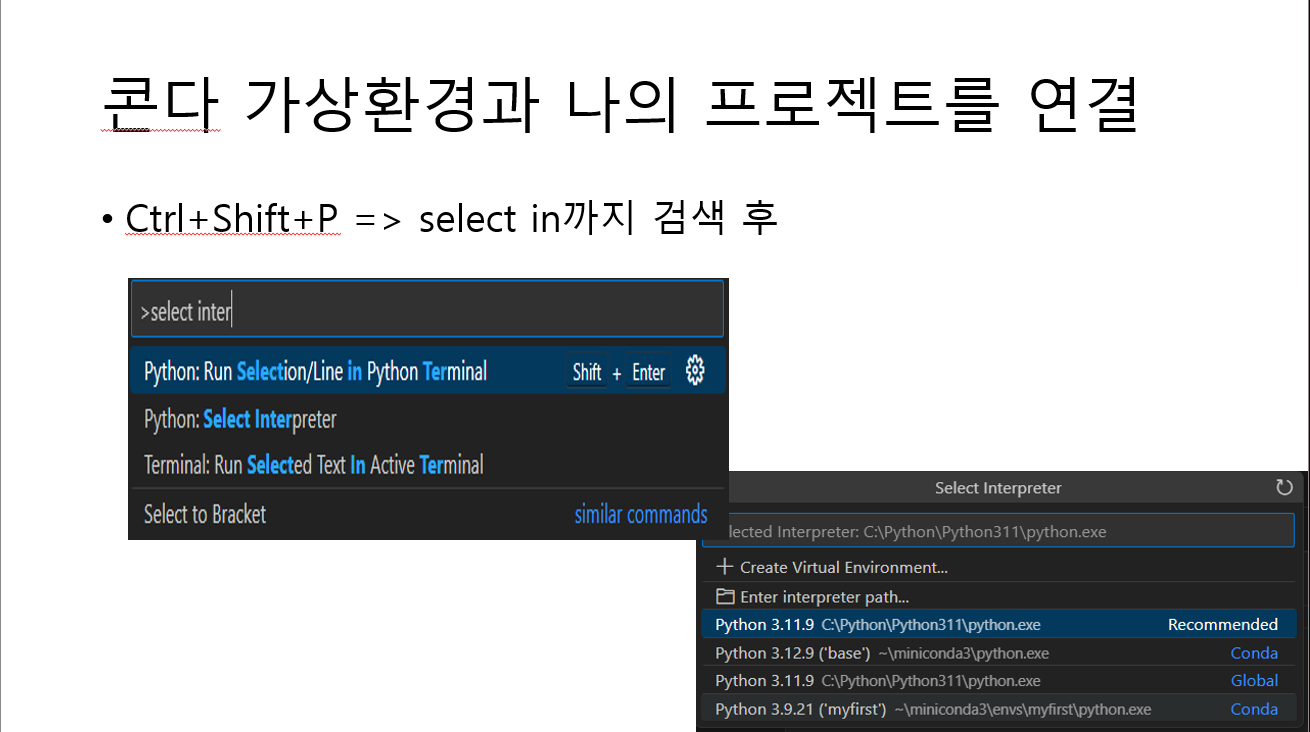 콘다 가상환경과 나의 프로젝트를 연결
• Ctrl+Shift+P => select in까지 검색 후
>select inter
Python: Run Selection/Line in Python Terminal Shift + Enter
Python: Select Interpreter
Terminal: Run Selected Text In Active Terminal
Select to Bracket similar commands
Select Interpreter
lected Interpreter: C:\Python\Python311\python.exe
+ Create Virtual Environment...
Enter interpreter path...
Python 3.11.9 C:\Python\Python311\python.exe Recommended
Python 3.12.9 ('base') ~\miniconda3\python.exe Conda
Python 3.11.9 C:\Python\Python311\python.exe Global
Python 3.9.21 ('myfirst') ~\miniconda3\envs\myfirst\python.exe Conda